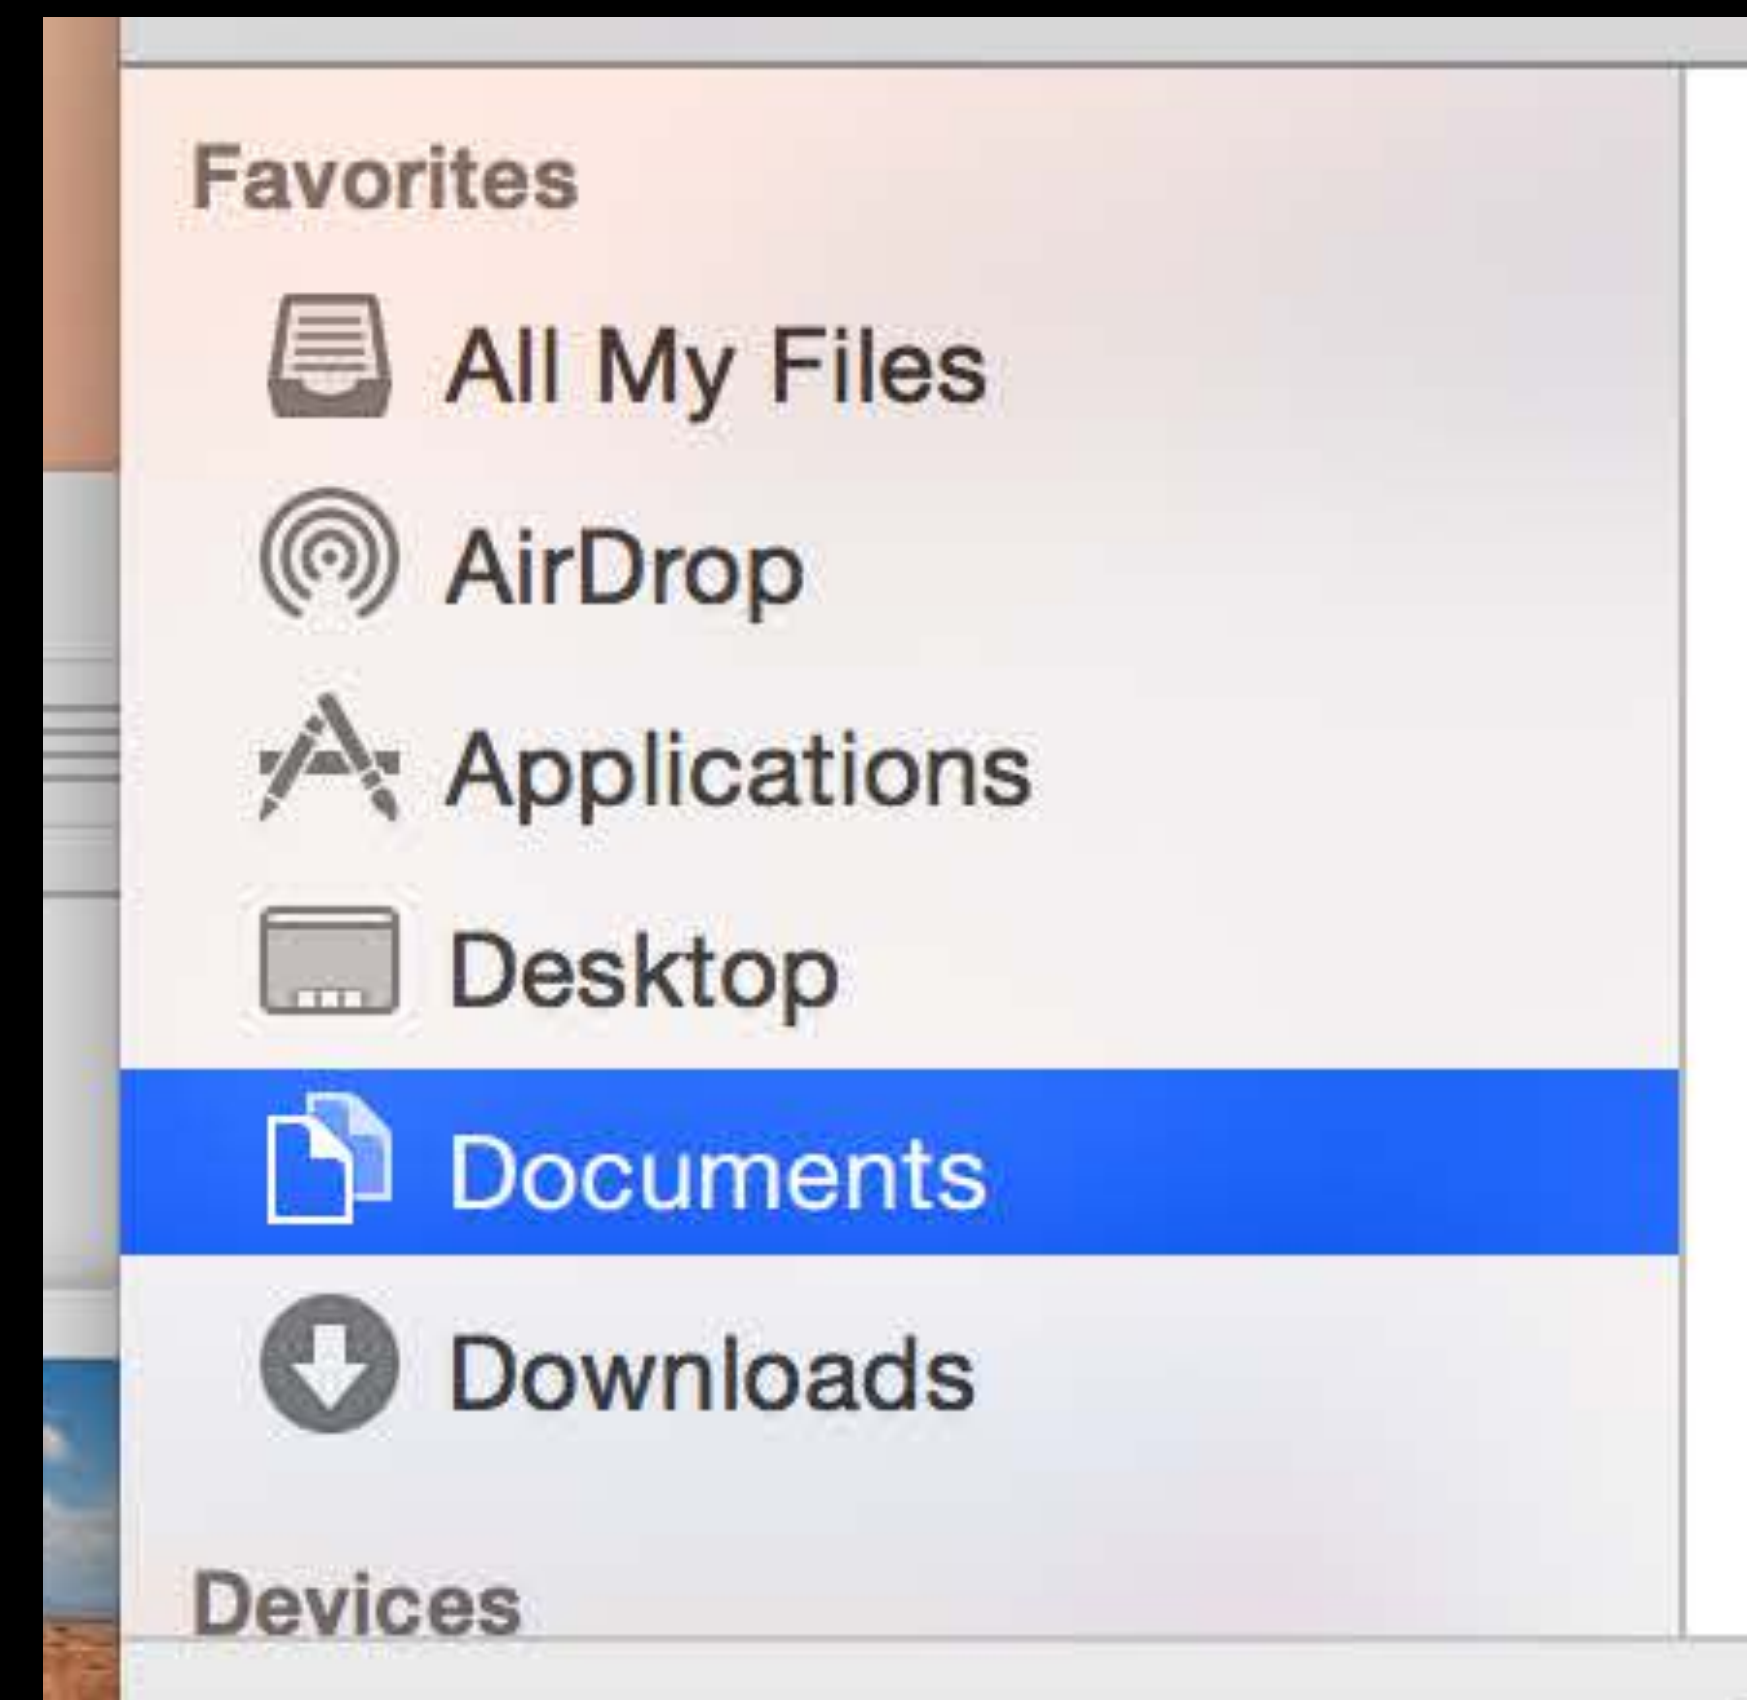 Favorites
All My Files
AirDrop
Applications
Desktop
Documents
Downloads
Devices